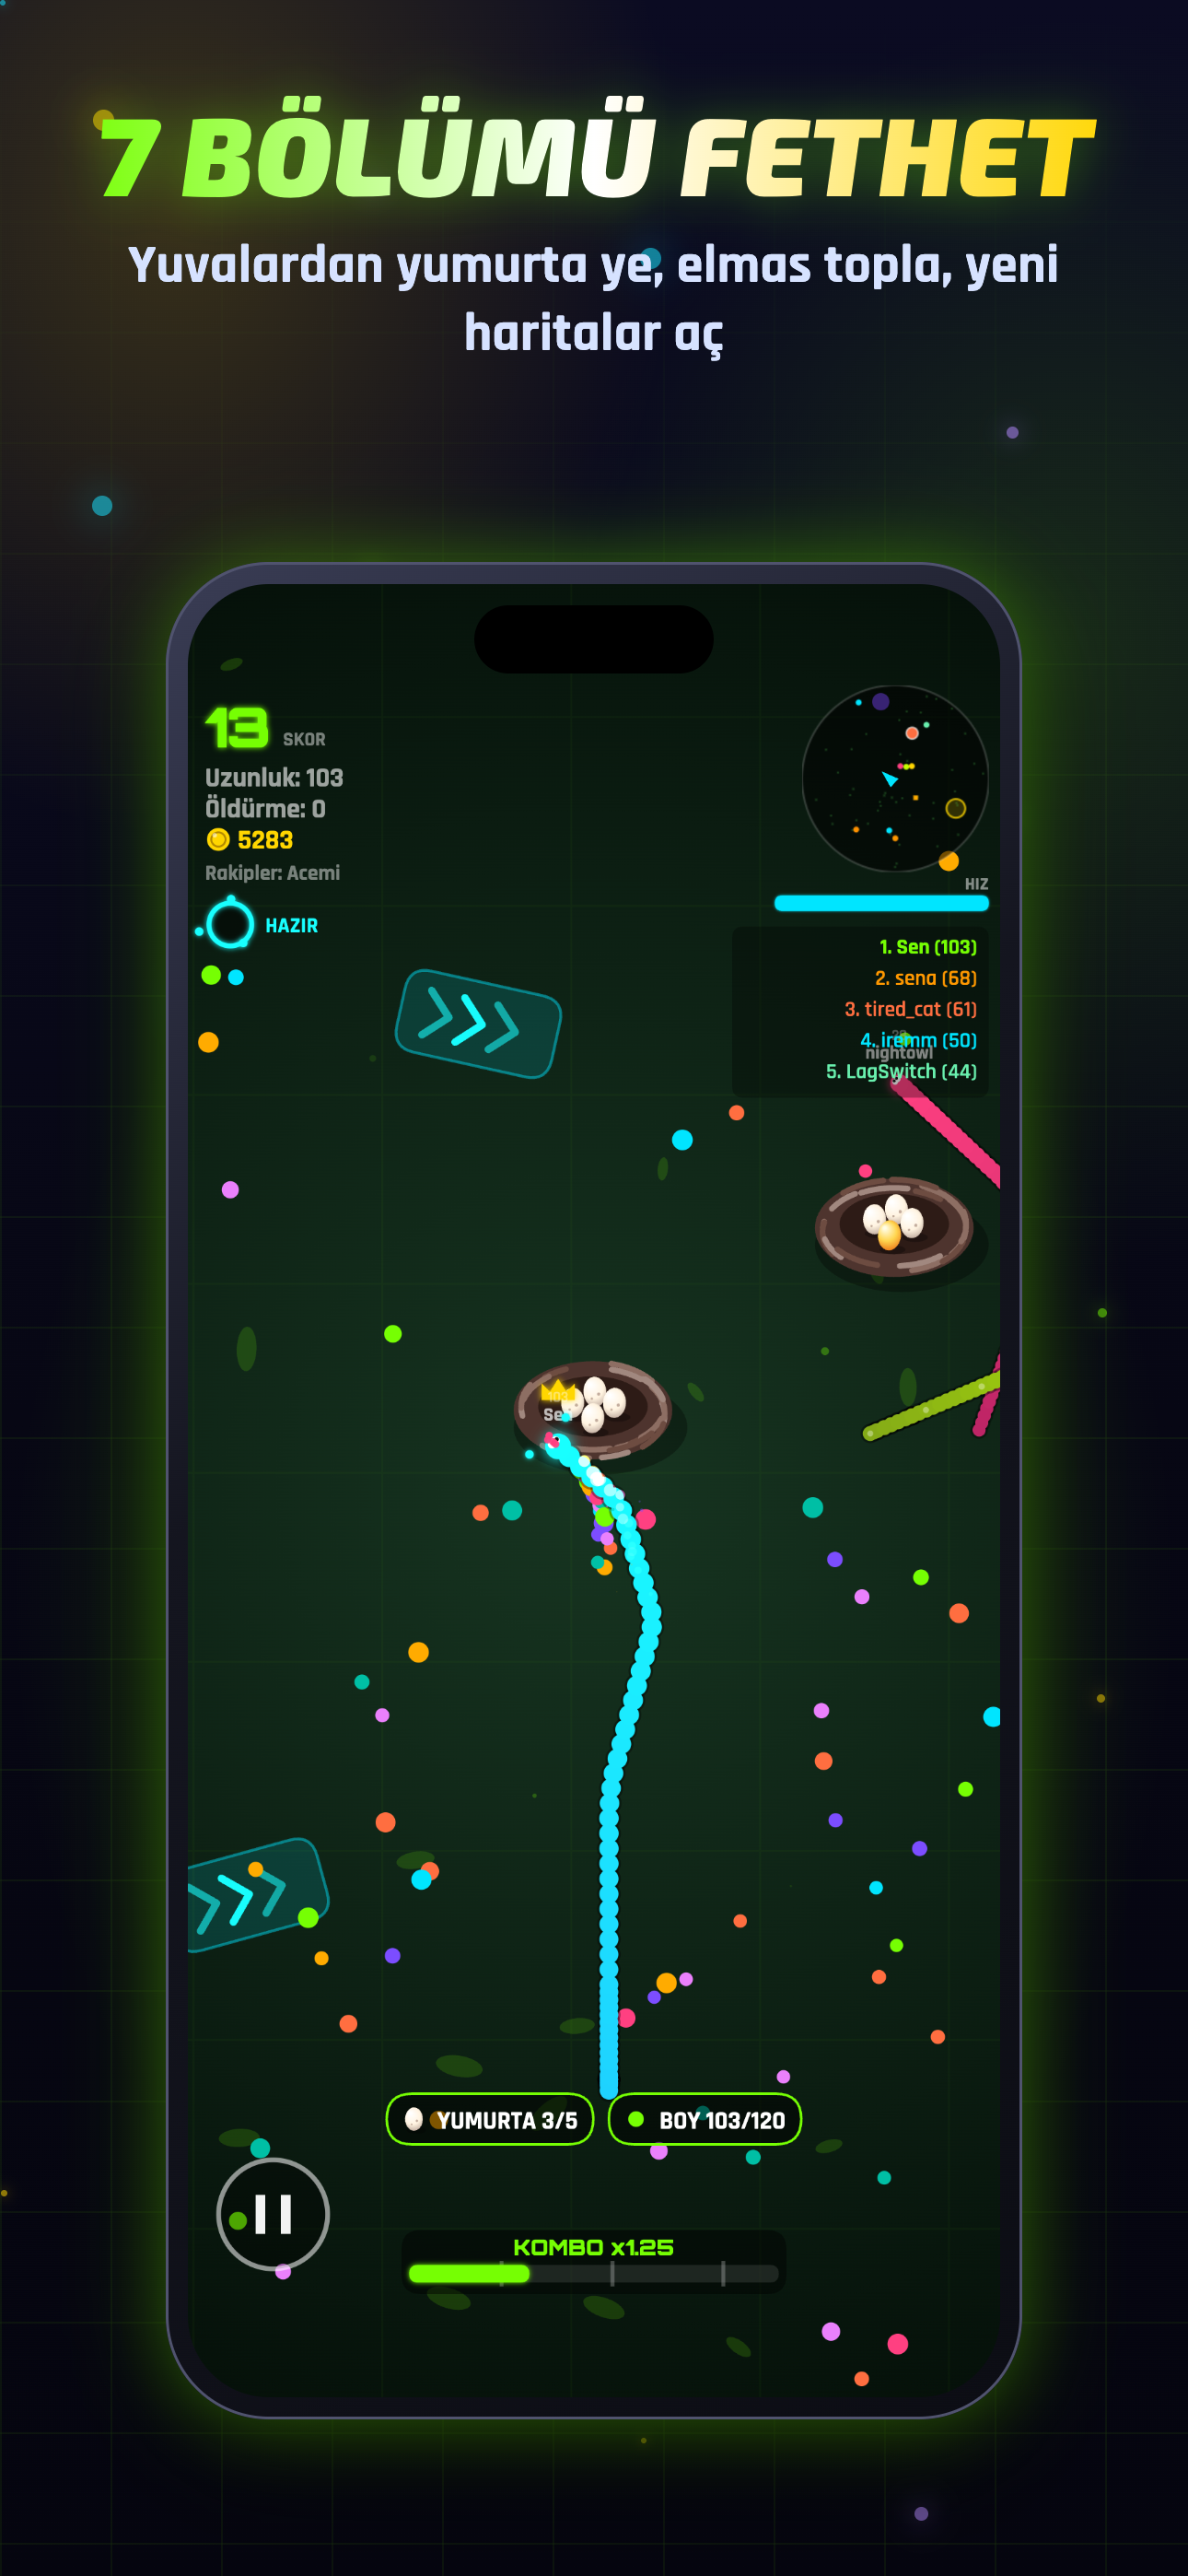 7 BÖLÜMÜ FETHET
Yuvalardan yumurta ye, elmas topla, yeni
haritalar aç
13 SKOR
Uzunluk: 103
Öldürme: 0
5283
Rakipler: Acemi
HAZIR
HIZ
1. Sen (103)
2. sena (68)
3. tired_cat (61)
4. iremm (50)
nightowl
5. LagSwitch (44)
103
Sen
YUMURTA 3/5
BOY 103/120
KOMBO x1.25